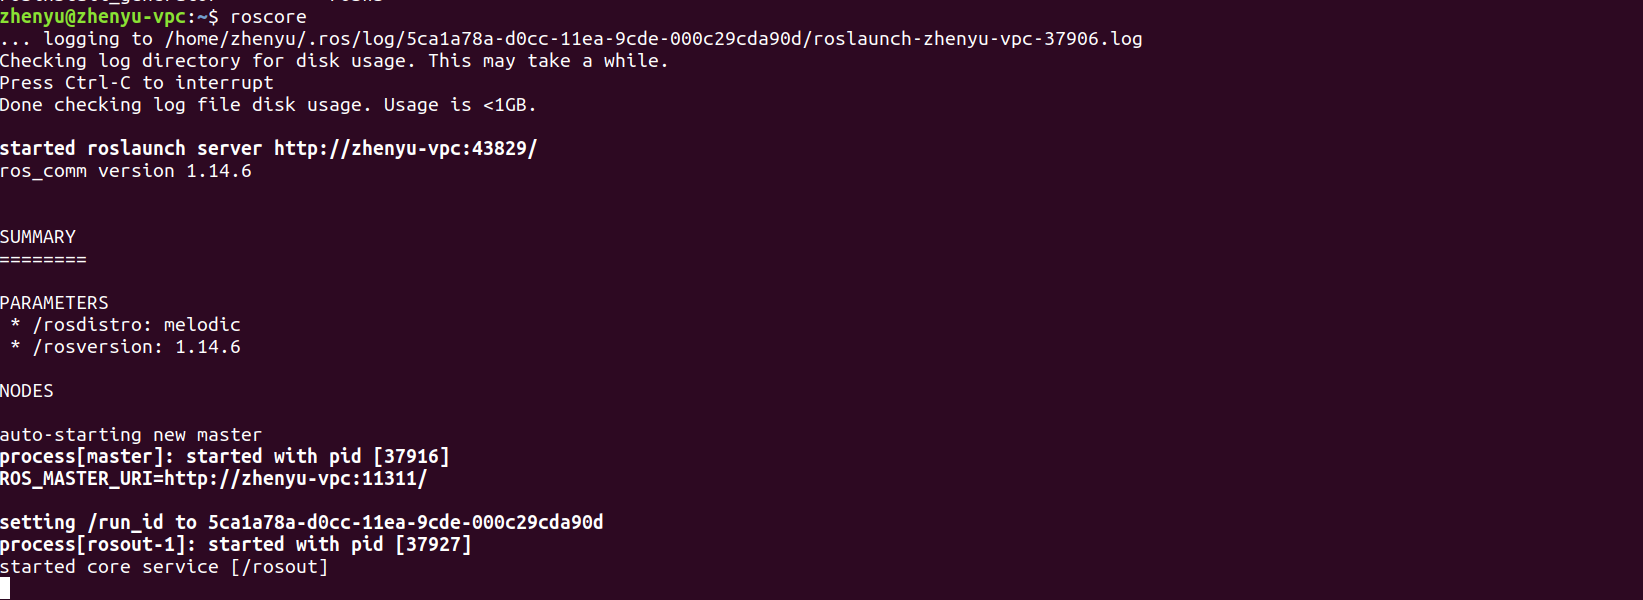 zhenyu@zhenyu-vpc:~$ roscore
... logging to /home/zhenyu/.ros/log/5ca1a78a-d0cc-11ea-9cde-000c29cda90d/roslaunch-zhenyu-vpc-37906.log
Checking log directory for disk usage. This may take a while.
Press Ctrl-C to interrupt
Done checking log file disk usage. Usage is <1GB.

started roslaunch server http://zhenyu-vpc:43829/
ros_comm version 1.14.6

SUMMARY
========

PARAMETERS
 * /rosdistro: melodic
 * /rosversion: 1.14.6

NODES

auto-starting new master
process[master]: started with pid [37916]
ROS_MASTER_URI=http://zhenyu-vpc:11311/

setting /run_id to 5ca1a78a-d0cc-11ea-9cde-000c29cda90d
process[rosout-1]: started with pid [37927]
started core service [/rosout]